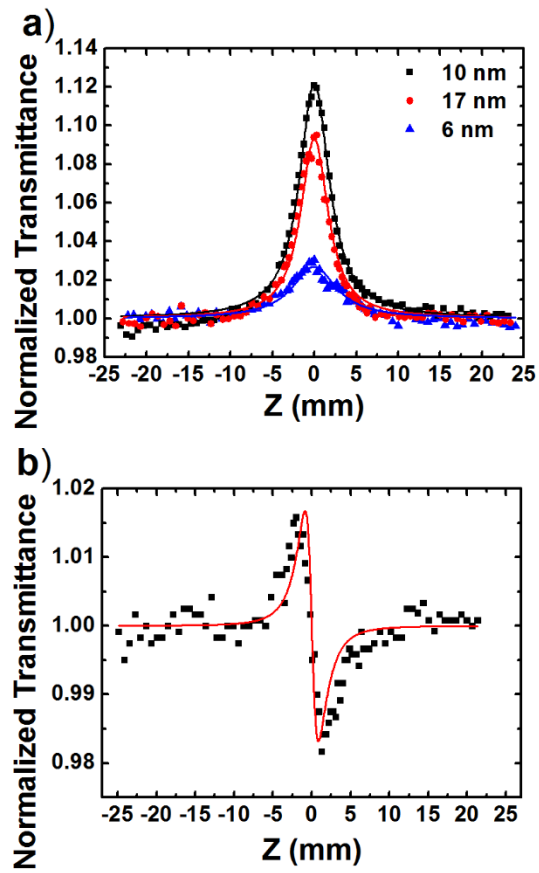 a)
Normalized Transmittance
1.14
1.12
1.10
1.08
1.06
1.04
1.02
1.00
0.98
10 nm
17 nm
6 nm
-25 -20 -15 -10 -5 0 5 10 15 20 25
Z (mm)
b)
Normalized Transmittance
1.02
1.01
1.00
0.99
0.98
-25 -20 -15 -10 -5 0 5 10 15 20 25
Z (mm)